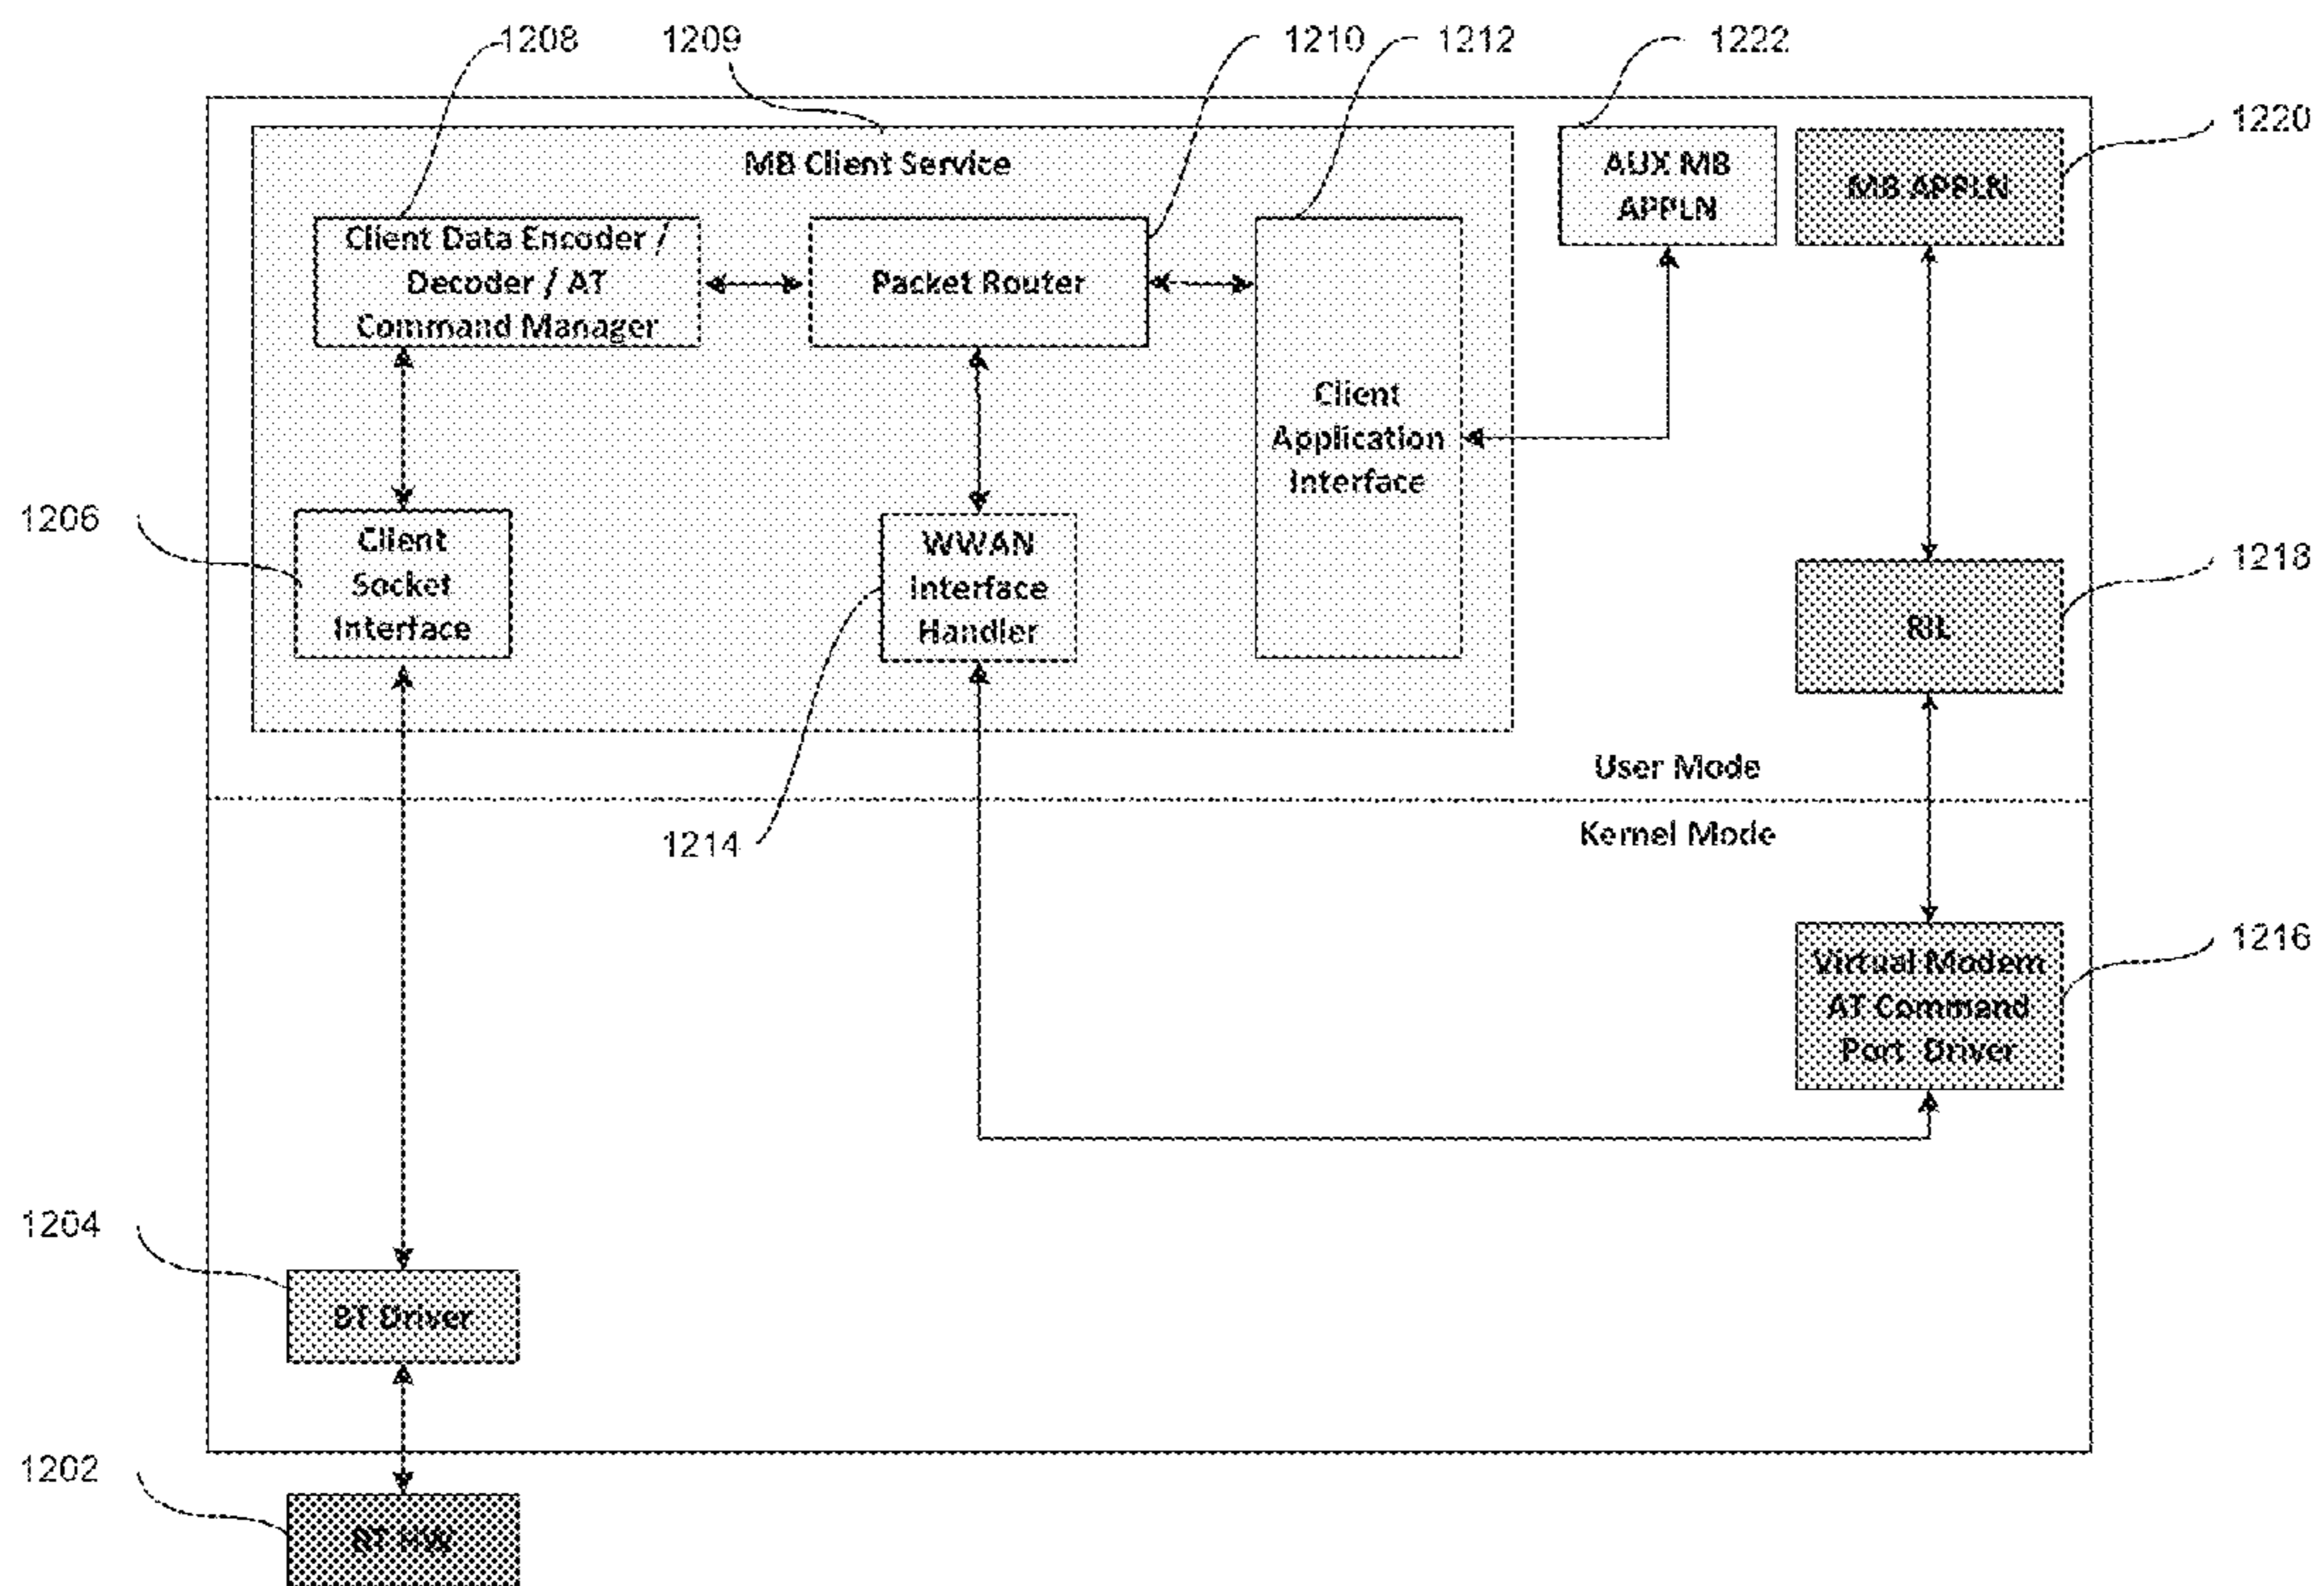 1208
1209
1210
1212
1222
1220
MB Client Service
AUX MB
APPLN
MB APPLN
Client Data Encoder /
Decoder / AT
Command Manager
Packet Router
Client
Application
Interface
1206
Client
Socket
Interface
WWAN
Interface
Handler
1218
RIL
User Mode
1214
Kernel Mode
1216
Virtual Modem
AT Command
Port Driver
1204
BT Driver
1202
BT HW